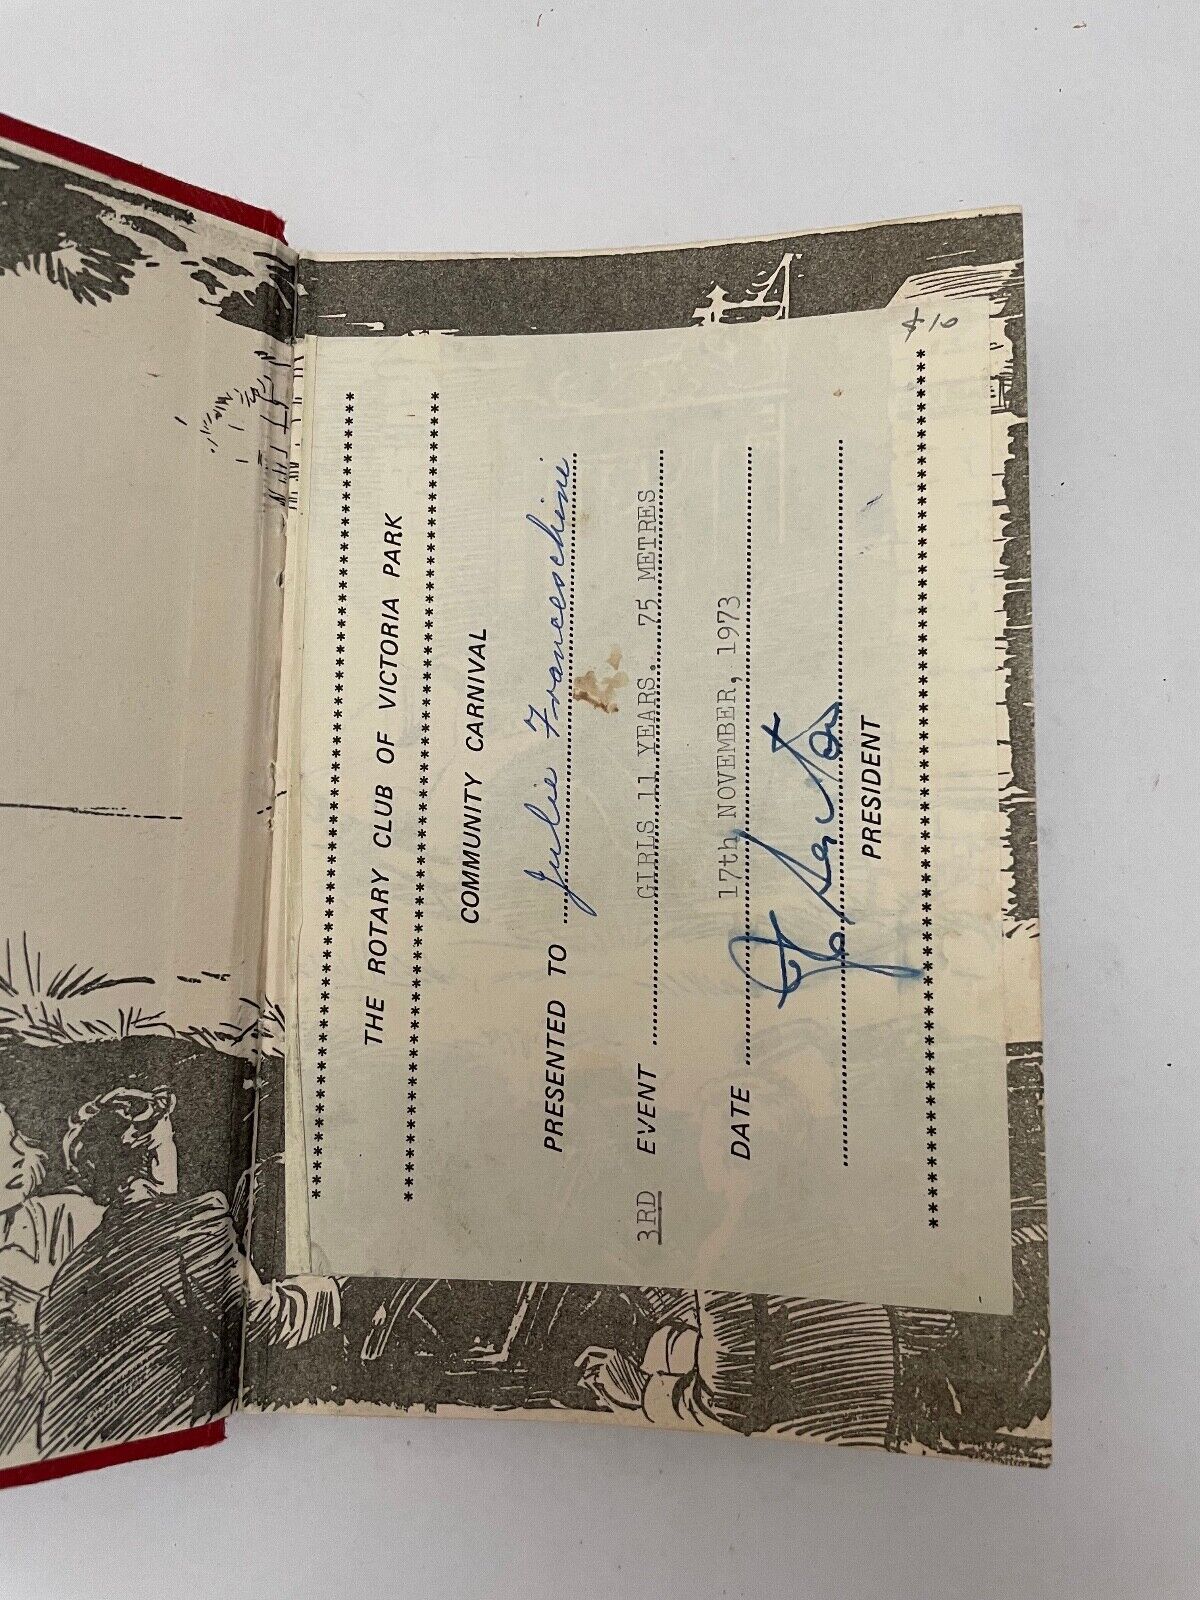 $10
************************************************************
THE ROTARY CLUB OF VICTORIA PARK
************************************************************
COMMUNITY CARNIVAL
PRESENTED TO Julie Franceschini
3RD EVENT GIRLS 11 YEARS. 75 METRES
DATE 17th NOVEMBER, 1973
PRESIDENT
************************************************************